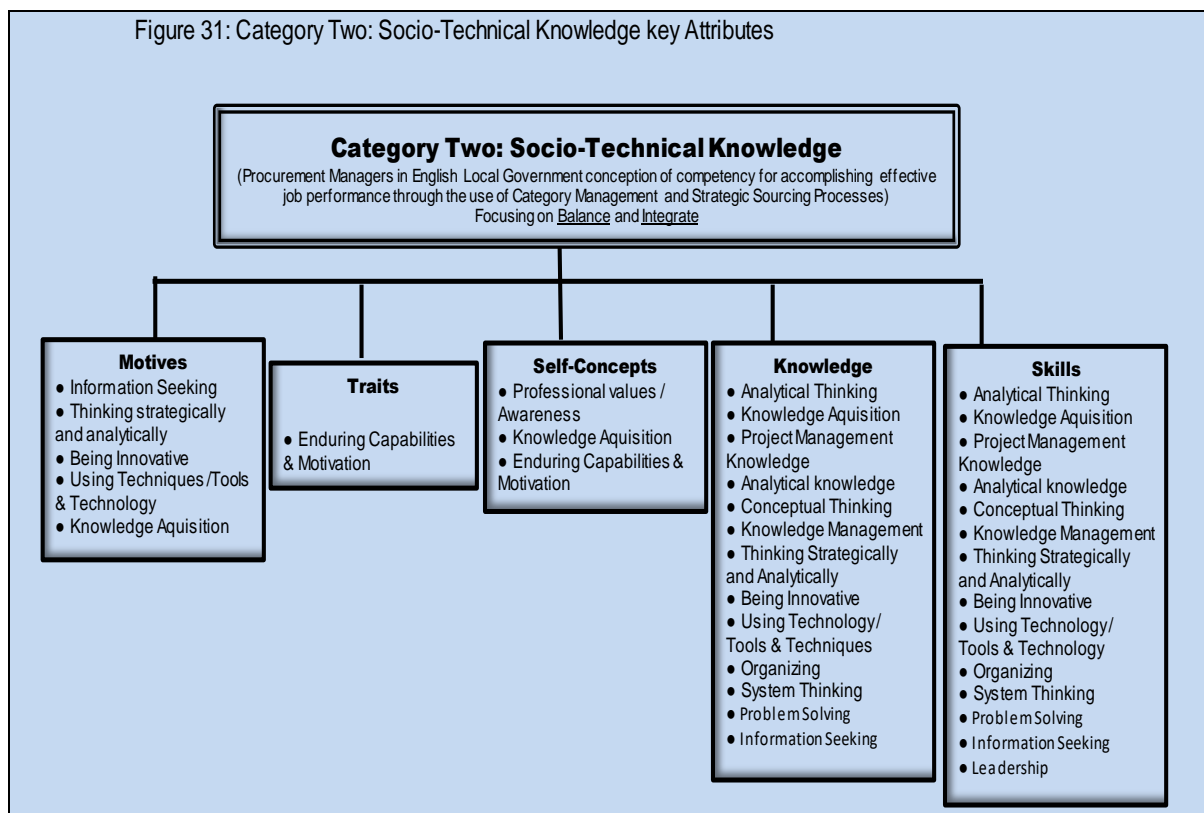 Figure 31: Category Two: Socio-Technical Knowledge key Attributes
Category Two: Socio-Technical Knowledge
(Procurement Managers in English Local Government conception of competency for accomplishing effective
job performance through the use of Category Management and Strategic Sourcing Processes)
Focusing on Balance and Integrate
Motives
● Information Seeking
● Thinking strategically
and analytically
● Being Innovative
● Using Techniques/Tools
& Technology
● Knowledge Aquisition
Traits
● Enduring Capabilities
& Motivation
Self-Concepts
● Professional values /
Awareness
● Knowledge Aquisition
● Enduring Capabilities &
Motivation
Knowledge
● Analytical Thinking
● Knowledge Aquisition
● Project Management
Knowledge
● Analytical knowledge
● Conceptual Thinking
● Knowledge Management
● Thinking Strategically
and Analytically
● Being Innovative
● Using Technology/
Tools & Techniques
● Organizing
● System Thinking
● Problem Solving
● Information Seeking
Skills
● Analytical Thinking
● Knowledge Aquisition
● Project Management
Knowledge
● Analytical knowledge
● Conceptual Thinking
● Knowledge Management
● Thinking Strategically
and Analytically
● Being Innovative
● Using Technology/
Tools & Technology
● Organizing
● System Thinking
● Problem Solving
● Information Seeking
● Leadership